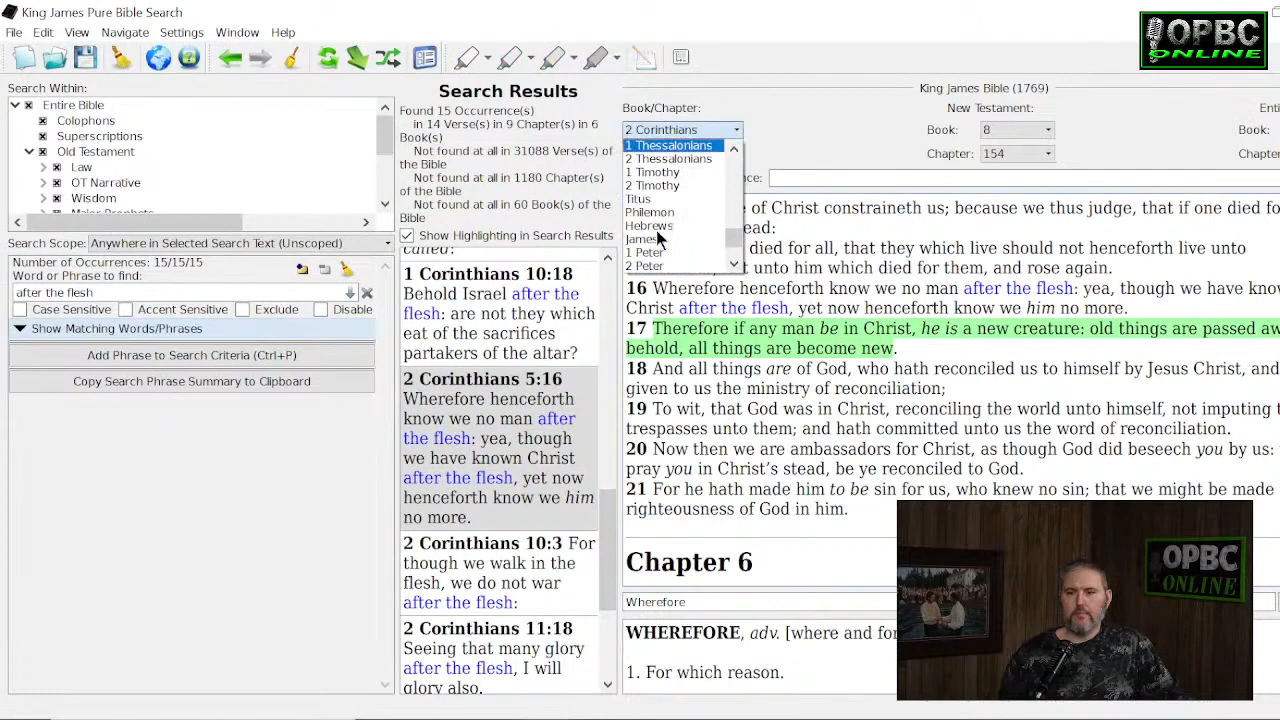 King James Pure Bible Search
File Edit View Navigate Settings Window Help
OPBC
ONLINE
Search Within:
Entire Bible
Colophons
Superscriptions
Old Testament
Law
OT Narrative
Wisdom
Search Scope: Anywhere in Selected Search Text (Unscoped)
Number of Occurrences: 15/15/15
Word or Phrase to find:
after the flesh
Case Sensitive Accent Sensitive Exclude Disable
Show Matching Words/Phrases
Add Phrase to Search Criteria (Ctrl+P)
Copy Search Phrase Summary to Clipboard
Search Results
Found 15 Occurrence(s)
in 14 Verse(s) in 9 Chapter(s) in 6
Book(s)
Not found at all in 31088 Verse(s) of
the Bible
Not found at all in 1180 Chapter(s)
of the Bible
Not found at all in 60 Book(s) of the
Bible
Show Highlighting in Search Results
called:
1 Corinthians 10:18
Behold Israel after the
flesh: are not they which
eat of the sacrifices
partakers of the altar?
2 Corinthians 5:16
Wherefore henceforth
know we no man after
the flesh: yea, though
we have known Christ
after the flesh, yet now
henceforth know we him
no more.
2 Corinthians 10:3 For
though we walk in the
flesh, we do not war
after the flesh:
2 Corinthians 11:18
Seeing that many glory
after the flesh, I will
glory also.
King James Bible (1769)
Book/Chapter:
2 Corinthians
1 Thessalonians
2 Thessalonians
1 Timothy
2 Timothy
Titus
Philemon
Hebrews
James
1 Peter
2 Peter
New Testament:
Book: 8
Chapter: 154
Book:
Chapter
nce:
e of Christ constraineth us; because we thus judge, that if one died fo
ead:
died for all, that they which live should not henceforth live unto
unto him which died for them, and rose again.
16 Wherefore henceforth know we no man after the flesh: yea, though we have know
Christ after the flesh, yet now henceforth know we him no more.
17 Therefore if any man be in Christ, he is a new creature: old things are passed aw
behold, all things are become new.
18 And all things are of God, who hath reconciled us to himself by Jesus Christ, and
given to us the ministry of reconciliation;
19 To wit, that God was in Christ, reconciling the world unto himself, not imputing t
trespasses unto them; and hath committed unto us the word of reconciliation.
20 Now then we are ambassadors for Christ, as though God did beseech you by us:
pray you in Christ's stead, be ye reconciled to God.
21 For he hath made him to be sin for us, who knew no sin; that we might be made
righteousness of God in him.
Chapter 6
Wherefore
WHEREFORE, adv. [where and for
1. For which reason.
OPBC
ONLINE